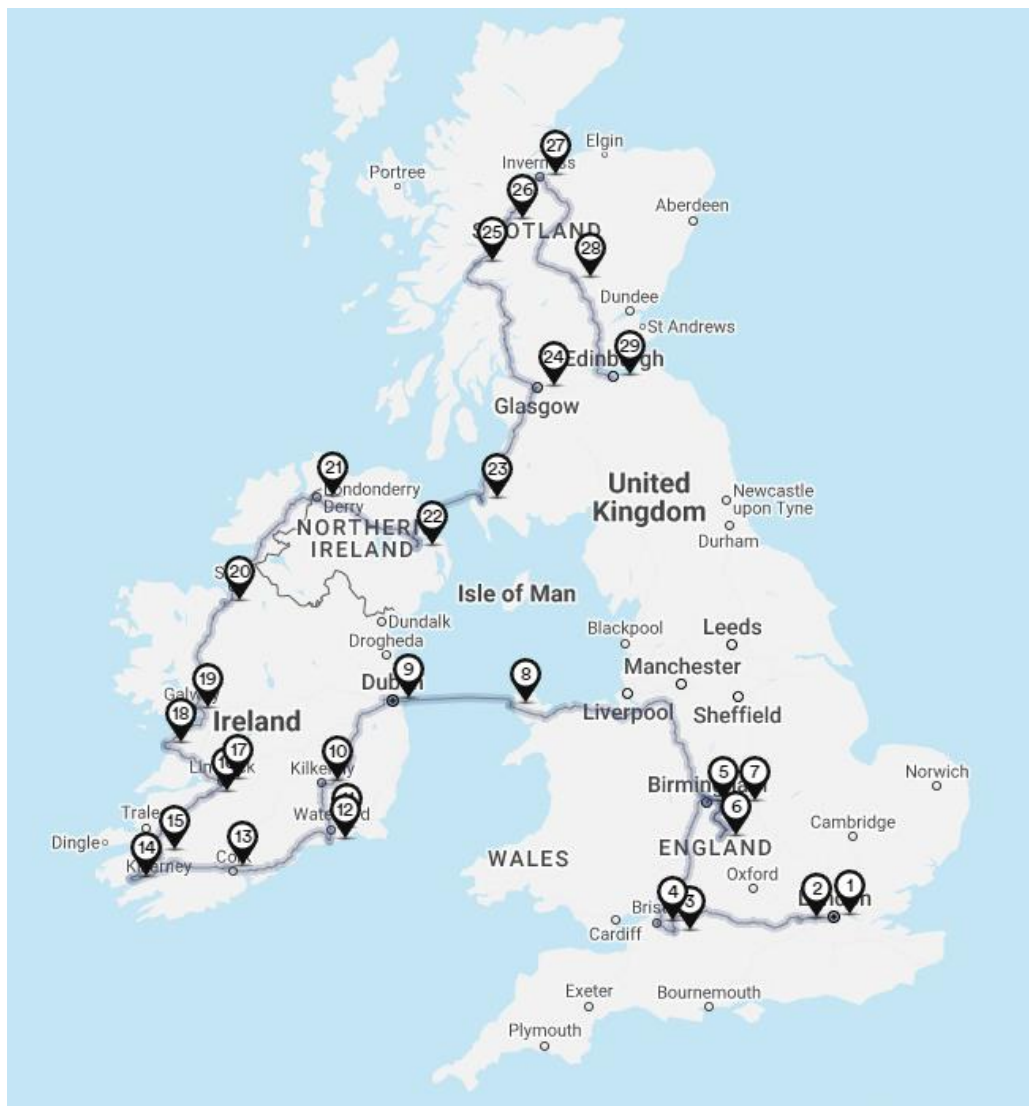 27
Elgin
Inverness
Portree
26
Aberdeen
25
SCOTLAND
28
Dundee
St Andrews
29
24
Edinburgh
Glasgow
21
23
Londonderry
Derry
United
Kingdom
Newcastle
upon Tyne
22
NORTHERN
IRELAND
Durham
20
Isle of Man
Dundalk
Blackpool
Leeds
Drogheda
9
8
Manchester
Dublin
19
Galway
Liverpool
Sheffield
18
Ireland
17
10
5
7
Limerick
Kilkenny
Birmingham
Norwich
12
6
Tralee
15
Waterford
Cambridge
Dingle
13
14
Killarney
Cork
WALES
ENGLAND
Oxford
4
3
2
1
Bristol
London
Cardiff
Exeter
Bournemouth
Plymouth